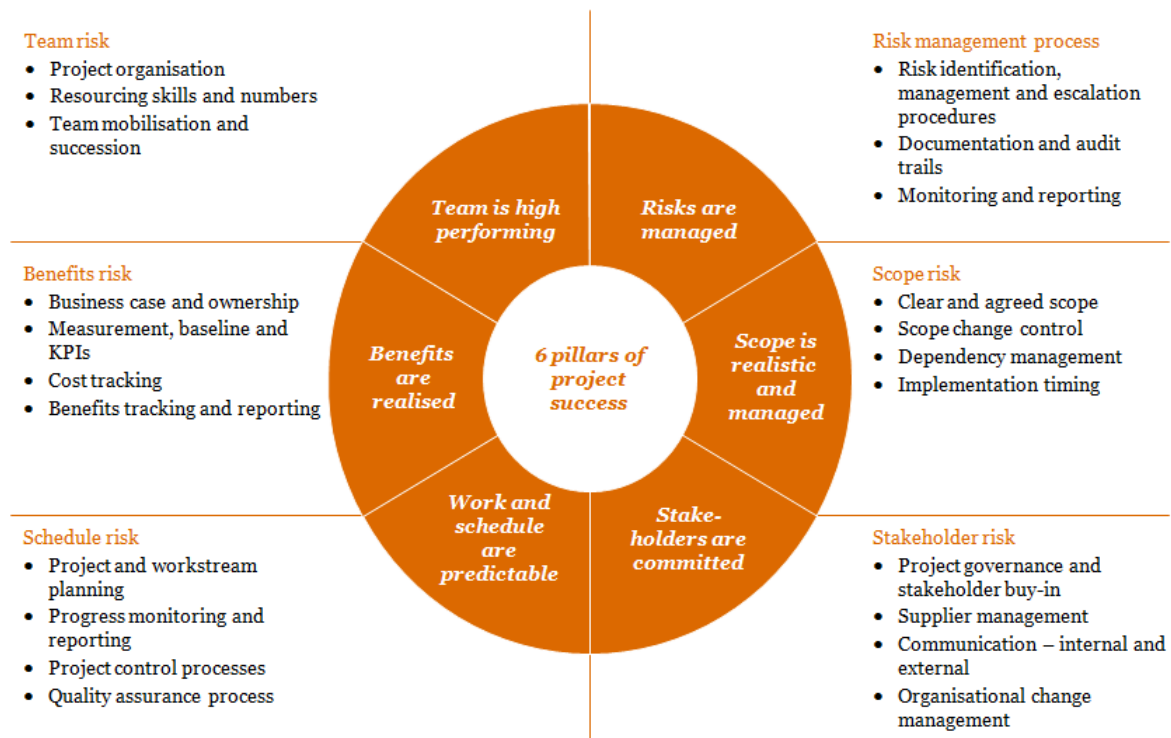 Team risk
• Project organisation
• Resourcing skills and numbers
• Team mobilisation and
succession
Risk management process
• Risk identification,
management and escalation
procedures
• Documentation and audit
trails
• Monitoring and reporting
Team is high
performing
Risks are
managed
Benefits risk
• Business case and ownership
• Measurement, baseline and
KPIs
• Cost tracking
• Benefits tracking and reporting
Benefits
are
realised
6 pillars of
project
success
Scope is
realistic
and
managed
Scope risk
• Clear and agreed scope
• Scope change control
• Dependency management
• Implementation timing
Work and
schedule
are
predictable
Stake-
holders are
committed
Schedule risk
• Project and workstream
planning
• Progress monitoring and
reporting
• Project control processes
• Quality assurance process
Stakeholder risk
• Project governance and
stakeholder buy-in
• Supplier management
• Communication – internal and
external
• Organisational change
management